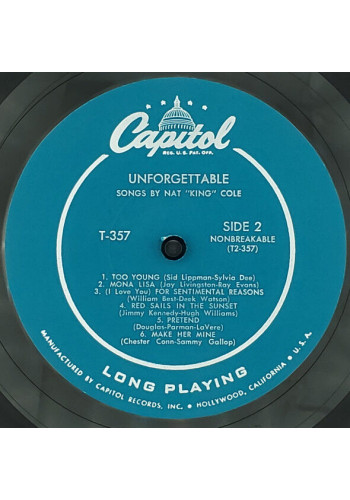 Capitol
REG. U. S. PAT. OFF.
UNFORGETTABLE
SONGS BY NAT "KING" COLE
T-357
SIDE 2
NONBREAKABLE
(T2-357)
1. TOO YOUNG (Sid Lippman-Sylvia Dee)
2. MONA LISA (Jay Livingston-Ray Evans)
3. (I Love You) FOR SENTIMENTAL REASONS
(William Best-Deek Watson)
4. RED SAILS IN THE SUNSET
(Jimmy Kennedy-Hugh Williams)
5. PRETEND
(Douglas-Parman-LaVere)
6. MAKE HER MINE
(Chester Conn-Sammy Gallop)
LONG PLAYING
MANUFACTURED BY CAPITOL RECORDS, INC. • HOLLYWOOD, CALIFORNIA • U.S.A.